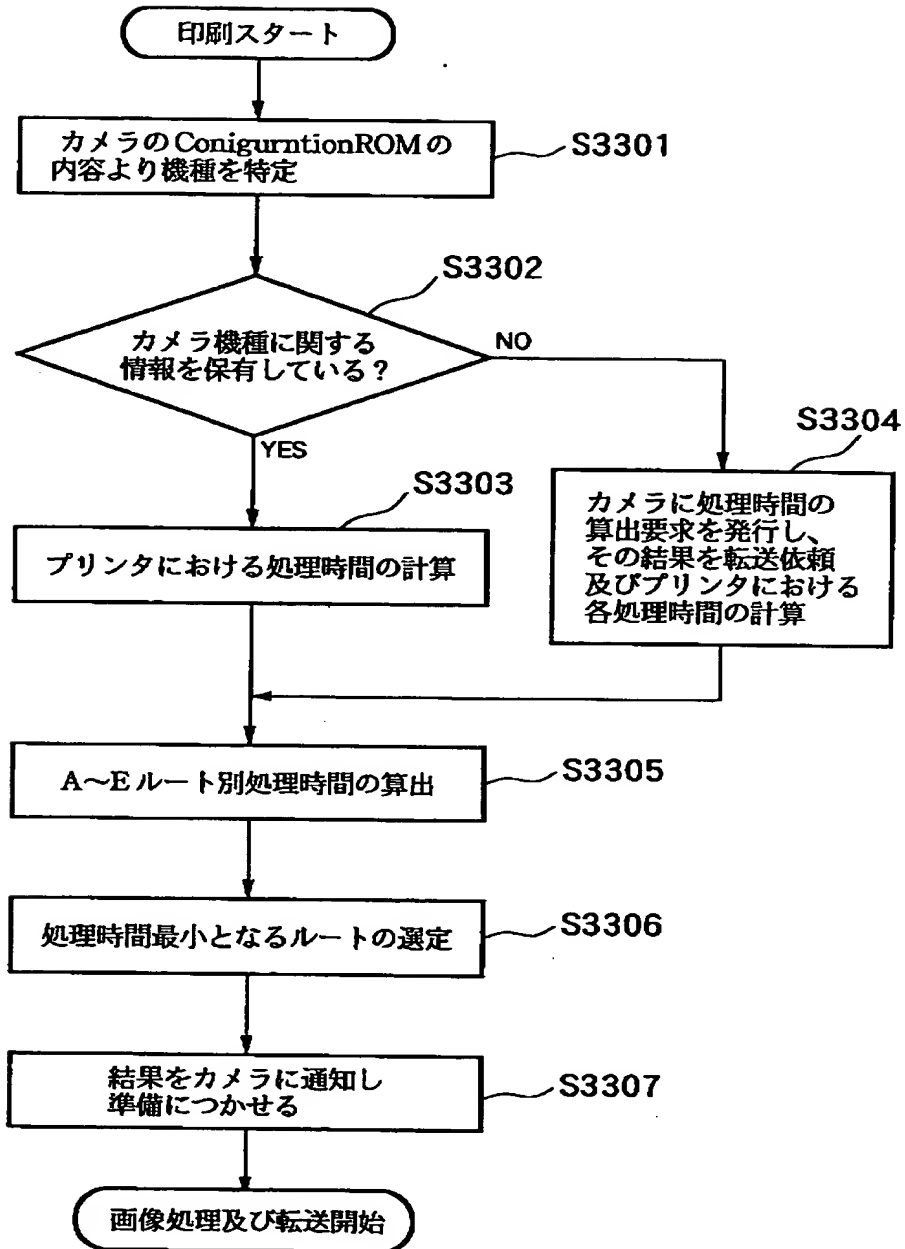 印刷スタート
カメラのConigurntionROMの
内容より機種を特定
S3301
S3302
カメラ機種に関する
情報を保有している？
NO
YES
S3304
カメラに処理時間の
算出要求を発行し、
その結果を転送依頼
及びプリンタにおける
各処理時間の計算
S3303
プリンタにおける処理時間の計算
A～Eルート別処理時間の算出
S3305
処理時間最小となるルートの選定
S3306
結果をカメラに通知し
準備につかせる
S3307
画像処理及び転送開始